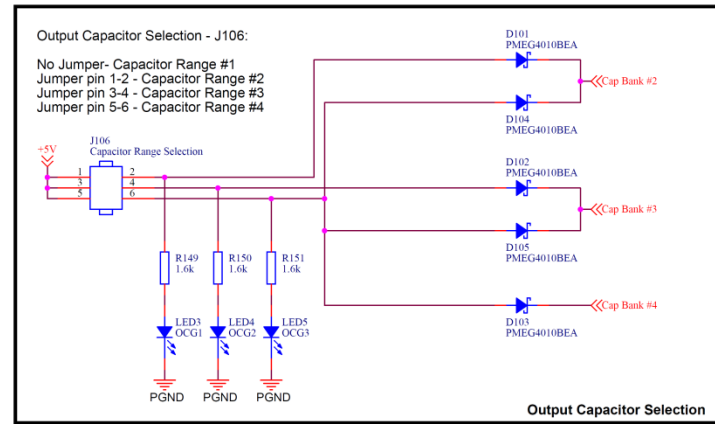 Output Capacitor Selection - J106:
No Jumper- Capacitor Range #1
Jumper pin 1-2 - Capacitor Range #2
Jumper pin 3-4 - Capacitor Range #3
Jumper pin 5-6 - Capacitor Range #4
D101
PMEG4010BEA
Cap Bank #2
D104
PMEG4010BEA
+5V
J106
Capacitor Range Selection
1 2
3 4
5 6
D102
PMEG4010BEA
Cap Bank #3
D105
PMEG4010BEA
R149
1.6k
R150
1.6k
R151
1.6k
Cap Bank #4
D103
PMEG4010BEA
LED3
OCG1
LED4
OCG2
LED5
OCG3
PGND PGND PGND
Output Capacitor Selection